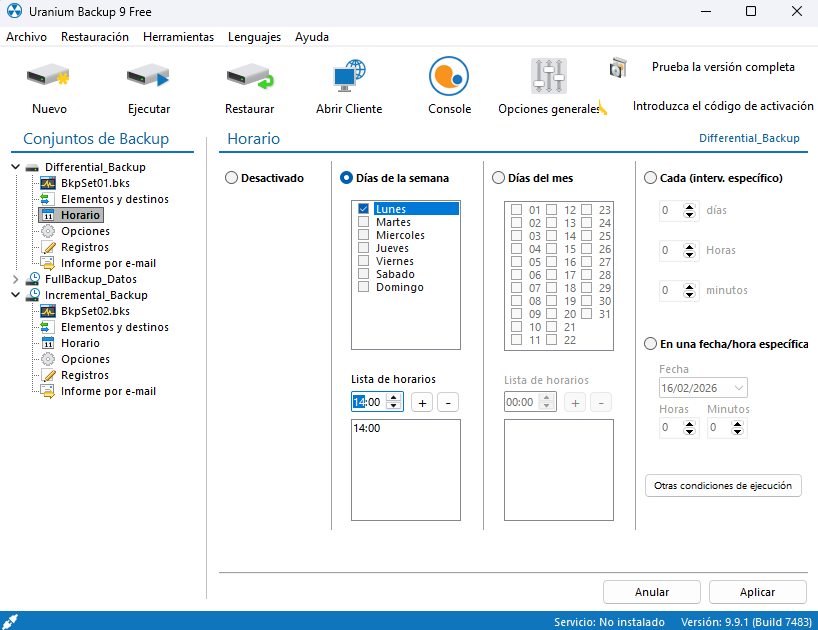 Uranium Backup 9 Free
Archivo Restauración Herramientas Lenguajes Ayuda
Nuevo Ejecutar Restaurar Abrir Cliente Console Opciones generales
Prueba la versión completa
Introduzca el código de activación
Conjuntos de Backup
Differential_Backup
BkpSet01.bks
Elementos y destinos
11 Horario
Opciones
Registros
Informe por e-mail
FullBackup_Datos
Incremental_Backup
BkpSet02.bks
Elementos y destinos
11 Horario
Opciones
Registros
Informe por e-mail
Horario Differential_Backup
Desactivado
Días de la semana
Lunes
Martes
Miercoles
Jueves
Viernes
Sabado
Domingo
Lista de horarios
14:00 + -
14:00
Días del mes
01 12 23
02 13 24
03 14 25
04 15 26
05 16 27
06 17 28
07 18 29
08 19 30
09 20 31
10 21
11 22
Lista de horarios
00:00 + -
Cada (interv. específico)
0 días
0 Horas
0 minutos
En una fecha/hora específica
Fecha
16/02/2026
Horas Minutos
0 0
Otras condiciones de ejecución
Anular Aplicar
Servicio: No instalado Versión: 9.9.1 (Build 7483)